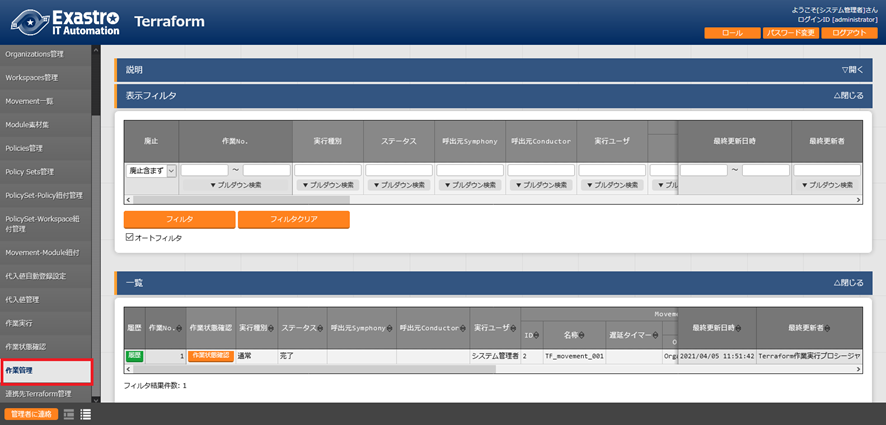 Exastro
IT Automation
Terraform
ようこそ[システム管理者]さん
ログインID [administrator]
ロール
パスワード変更
ログアウト
Organizations管理
Workspaces管理
Movement一覧
Module素材集
Policies管理
Policy Sets管理
PolicySet-Policy紐付管理
PolicySet-Workspace紐
付管理
Movement-Module紐付
代入値自動登録設定
代入値管理
作業実行
作業状態確認
作業管理
連携先Terraform管理
説明
▽開く
表示フィルタ
△閉じる
廃止
作業No.
実行種別
ステータス
呼出元Symphony
呼出元Conductor
実行ユーザ
最終更新日時
最終更新者
廃止含まず
~
~
▼プルダウン検索
▼プルダウン検索
▼プルダウン検索
▼プルダウン検索
▼プルダウン検索
▼プルダウン検索
▼プル
▼プルダウン検索
フィルタ
フィルタクリア
オートフィルタ
一覧
△閉じる
履歴
作業No.
作業状態確認
実行種別
ステータス
呼出元Symphony
呼出元Conductor
実行ユーザ
Moveme
ID
名称
遅延タイマー
O
最終更新日時
最終更新者
履歴
1
作業状態確認
通常
完了
システム管理者
2
TF_movement_001
Orga
2021/04/05 11:51:42
Terraform作業実行プロシージャ
フィルタ結果件数: 1
管理者に連絡